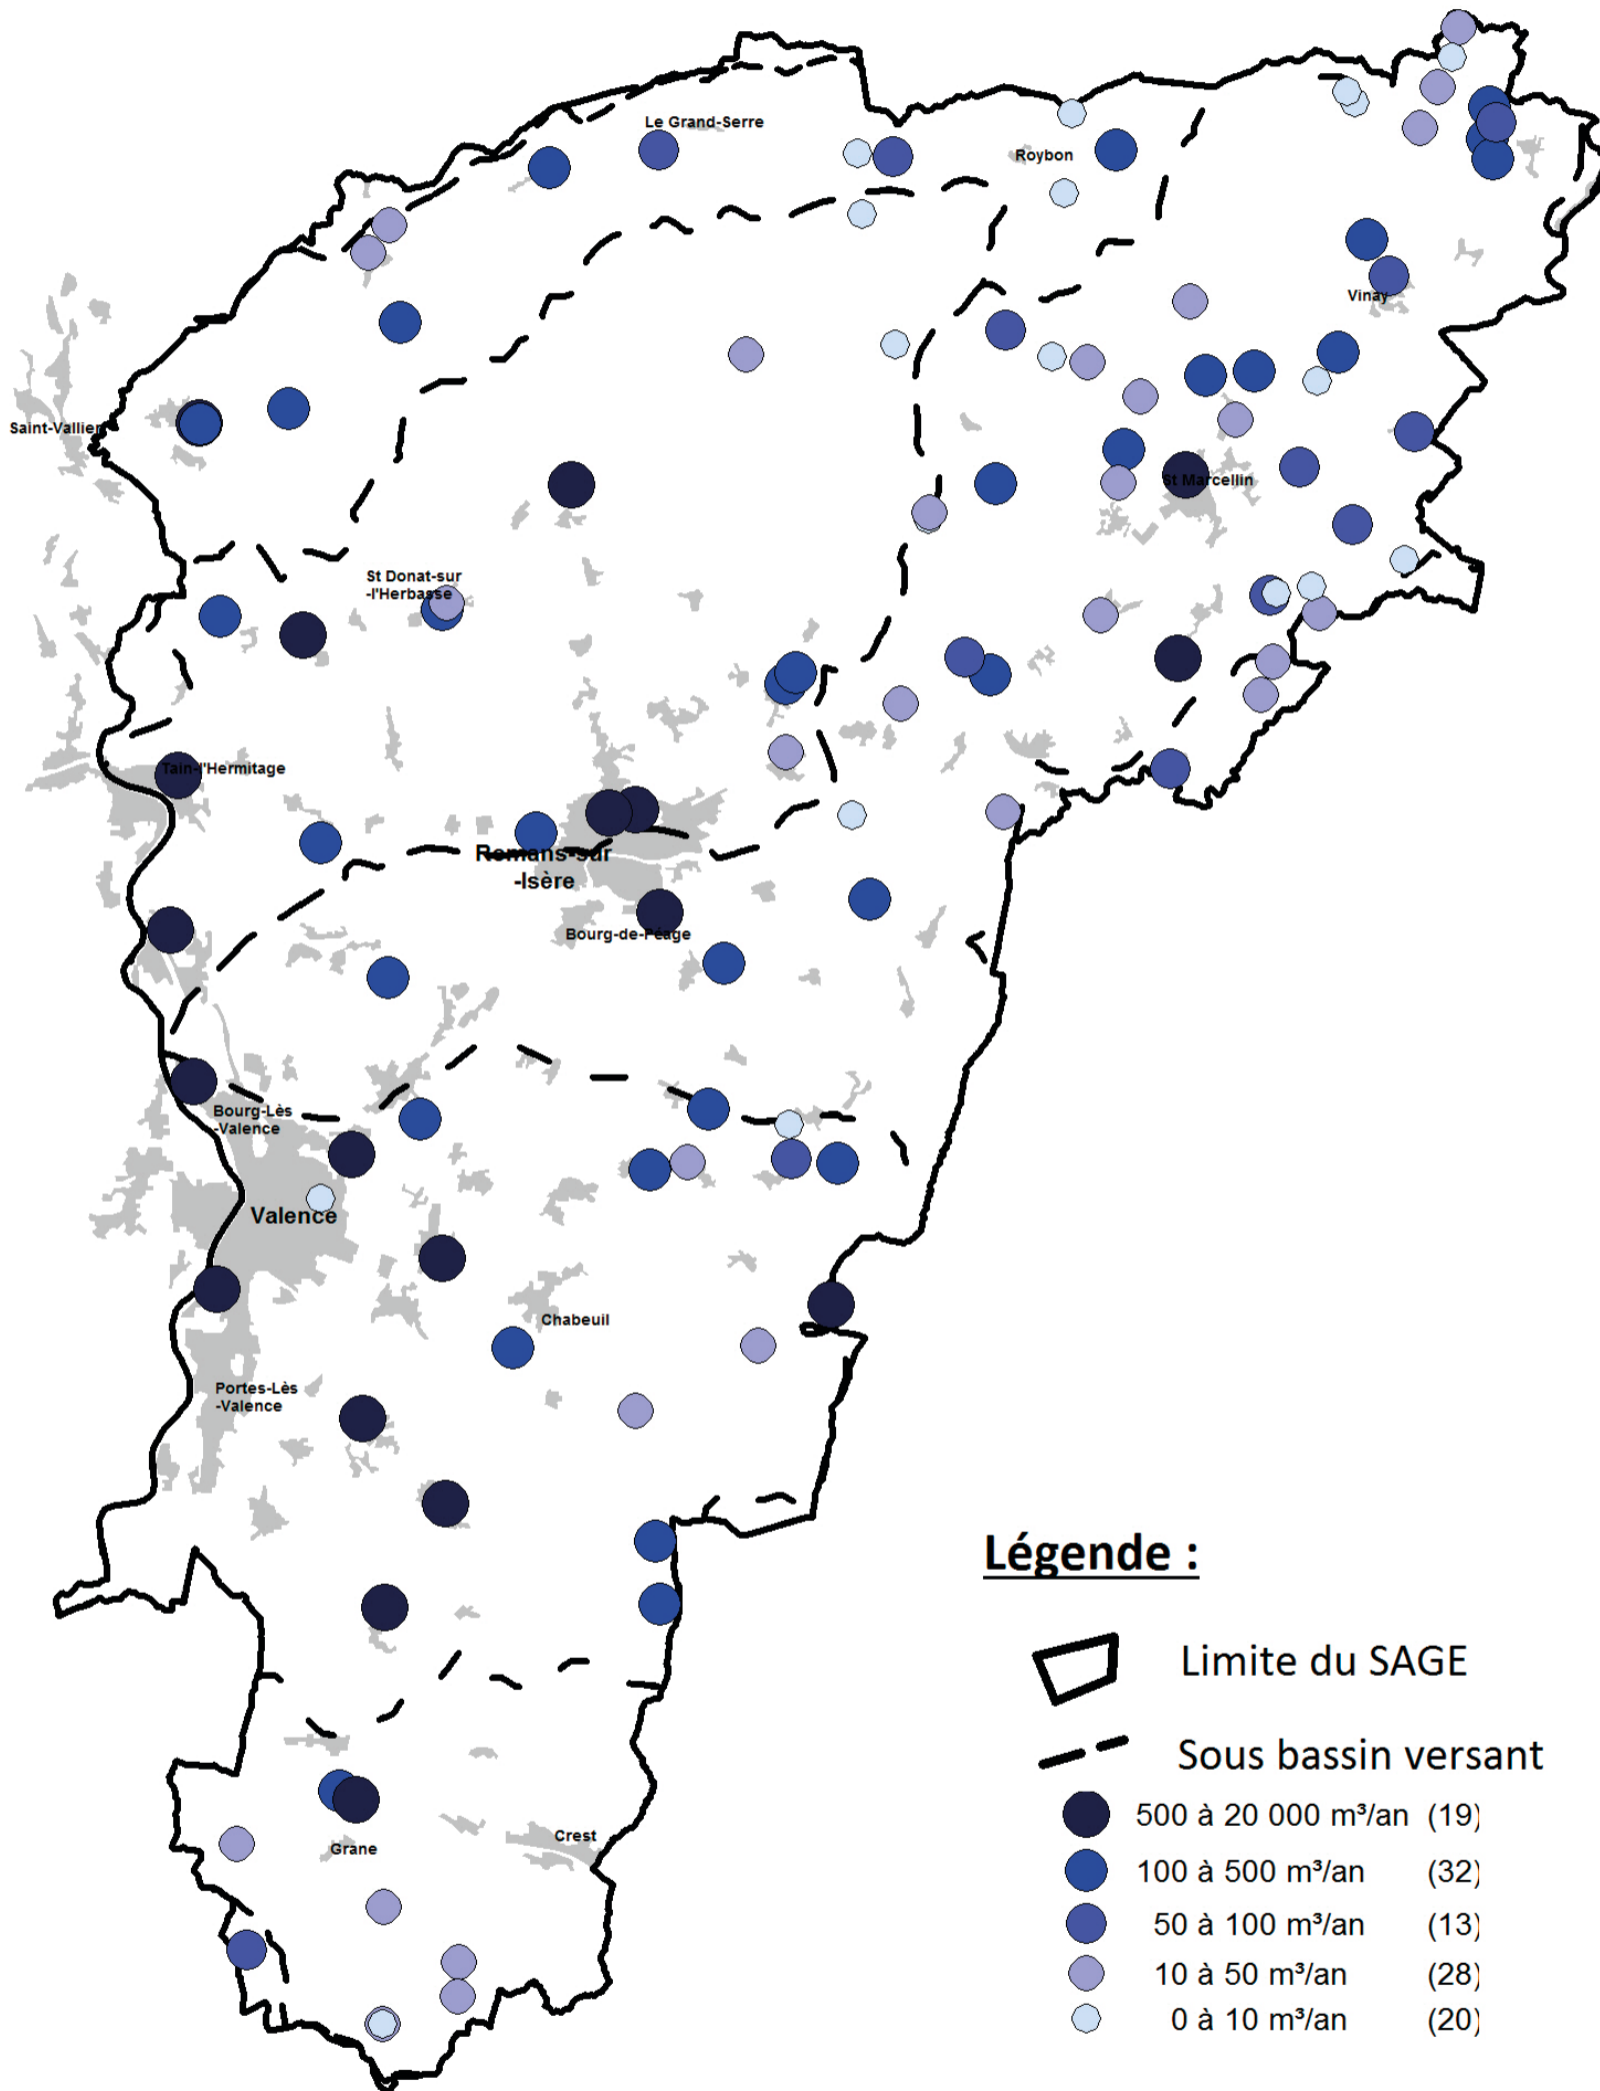 Le Grand-Serre
Roybon
Vinay
Saint-Vallier
St Marcellin
St Donat-sur
-l'Herbasse
Tain-l'Hermitage
Romans-sur
-Isère
Bourg-de-Péage
Bourg-Lès
-Valence
Valence
Chabeuil
Portes-Lès
-Valence
Grane
Crest
Légende :
Limite du SAGE
Sous bassin versant
500 à 20 000 m³/an (19)
100 à 500 m³/an (32)
50 à 100 m³/an (13)
10 à 50 m³/an (28)
0 à 10 m³/an (20)